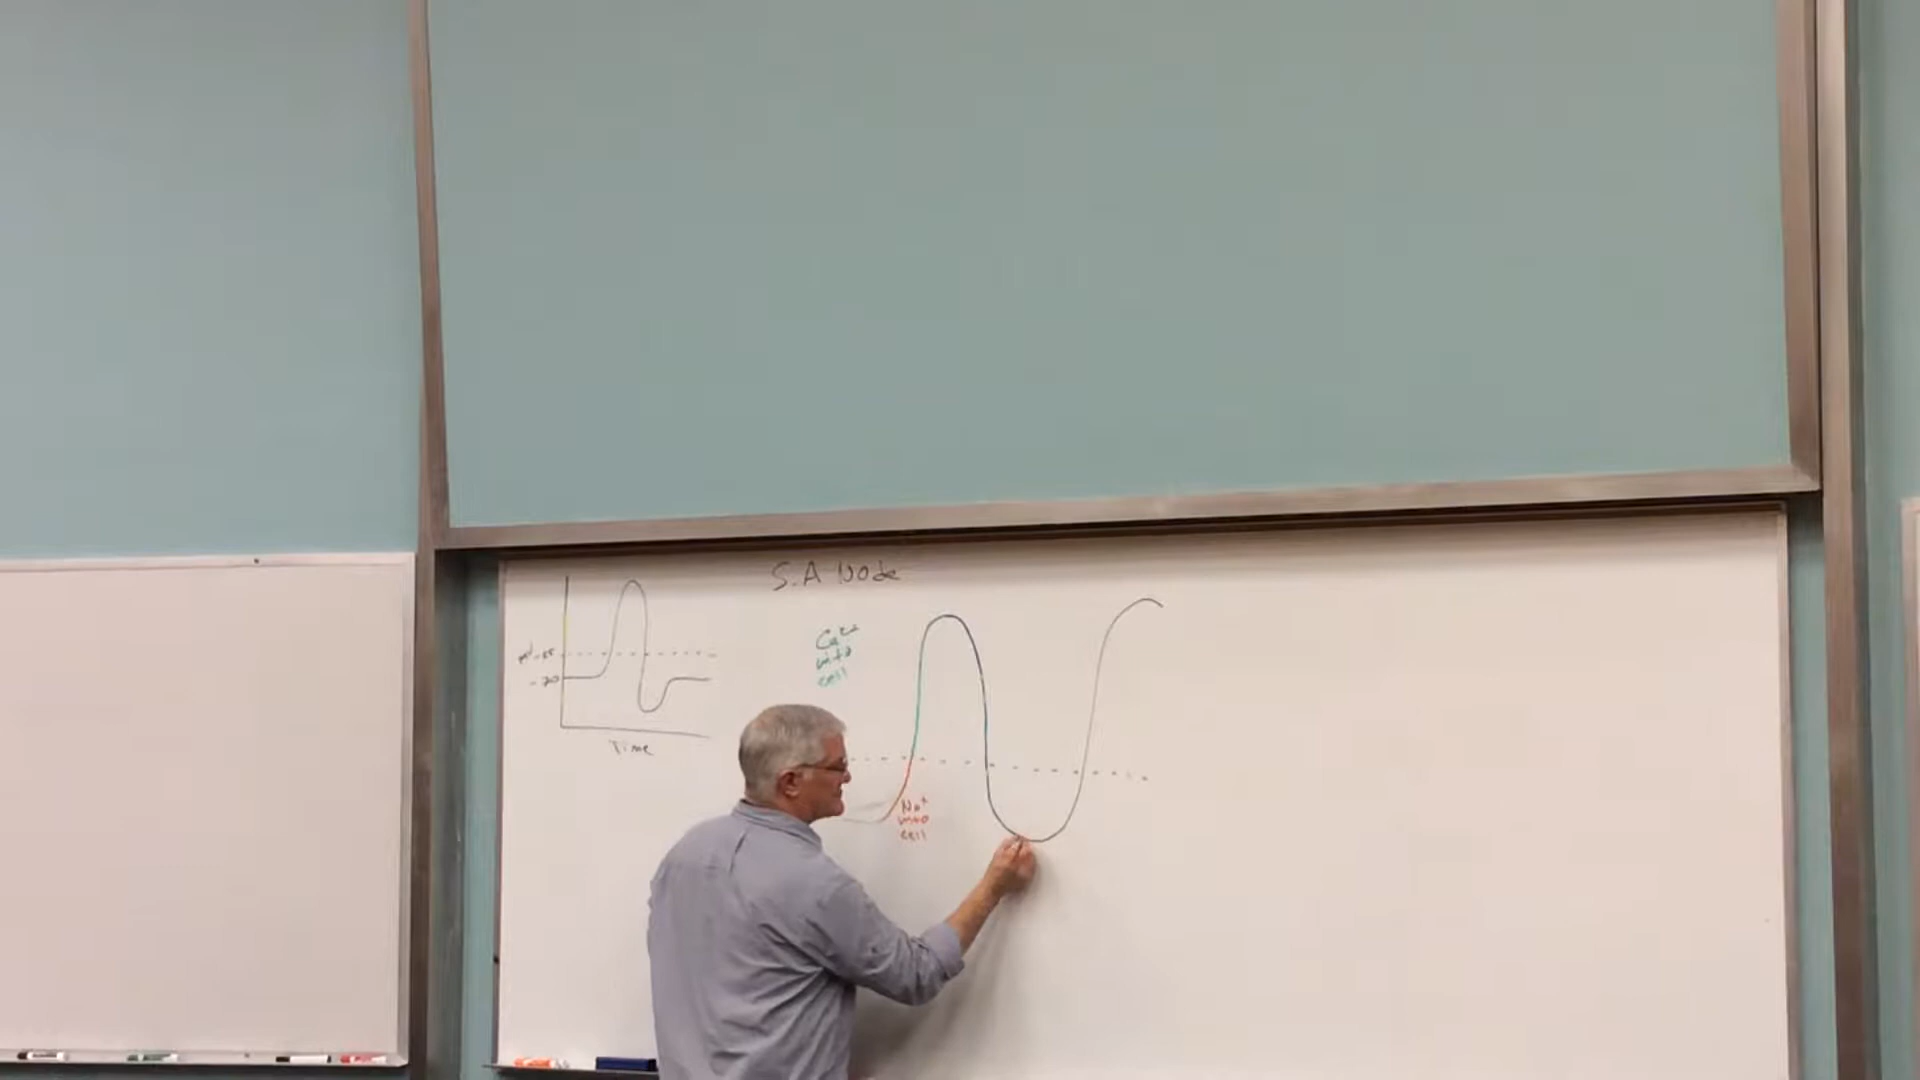 S.A Node
-70
Time
Ca2+
into
cell
Na+
into
cell